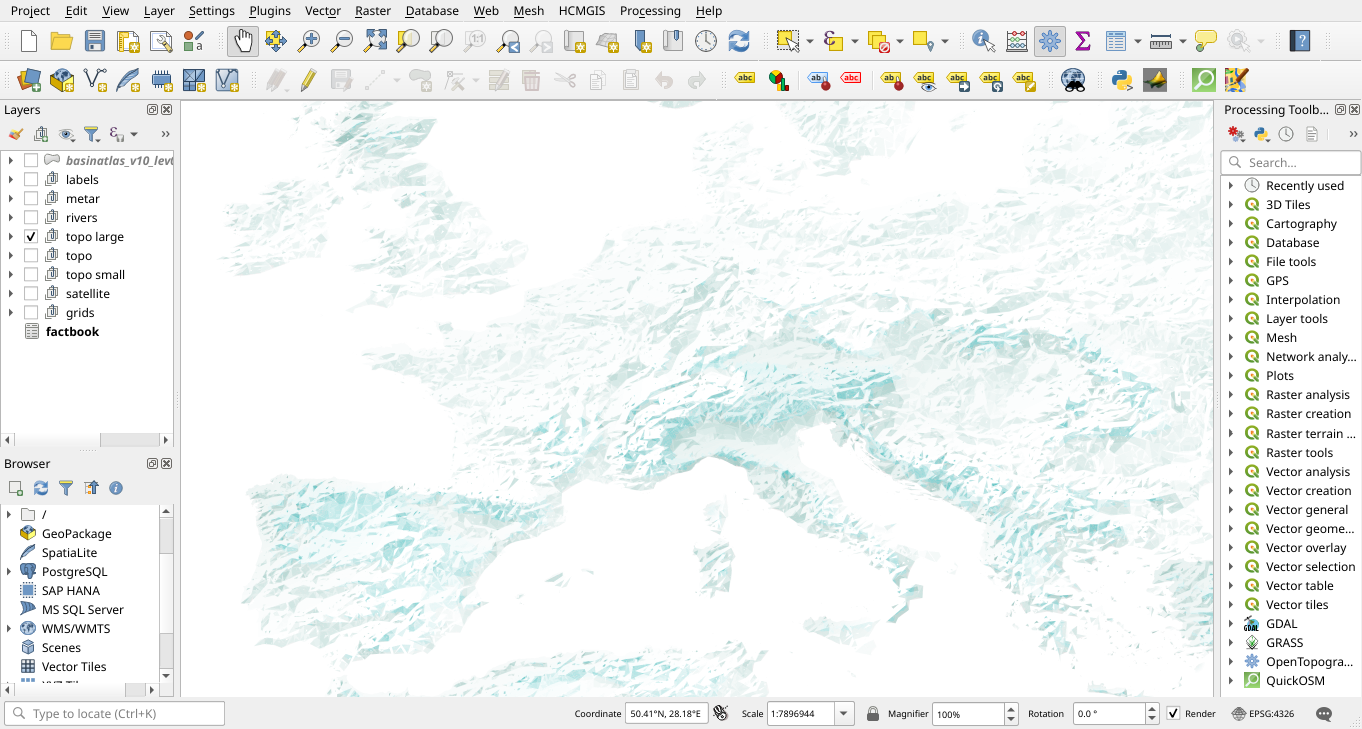 Project Edit View Layer Settings Plugins Vector Raster Database Web Mesh HCMGIS Processing Help
Layers
labels
metar
rivers
topo large
topo
topo small
satellite
grids
factbook
Browser
/
GeoPackage
SpatiaLite
PostgreSQL
SAP HANA
MS SQL Server
WMS/WMTS
Scenes
Vector Tiles
Processing Toolb...
Search...
Recently used
3D Tiles
Cartography
Database
File tools
GPS
Interpolation
Layer tools
Mesh
Network analy...
Plots
Raster analysis
Raster creation
Raster terrain ...
Raster tools
Vector analysis
Vector creation
Vector general
Vector geome...
Vector overlay
Vector selection
Vector table
Vector tiles
GDAL
GRASS
OpenTopogra...
QuickOSM
Type to locate (Ctrl+K) Coordinate 50.41°N, 28.18°E Scale 1:7896944 Magnifier 100% Rotation 0.0 ° Render EPSG:4326